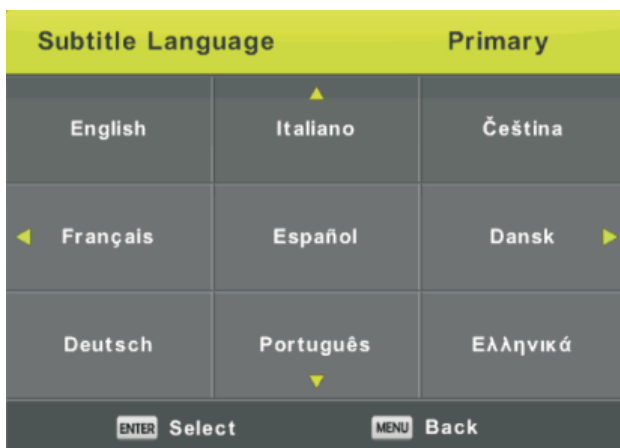 Subtitle Language Primary
English Italiano Čeština
Français Español Dansk
Deutsch Português Ελληνικά
ENTER Select MENU Back